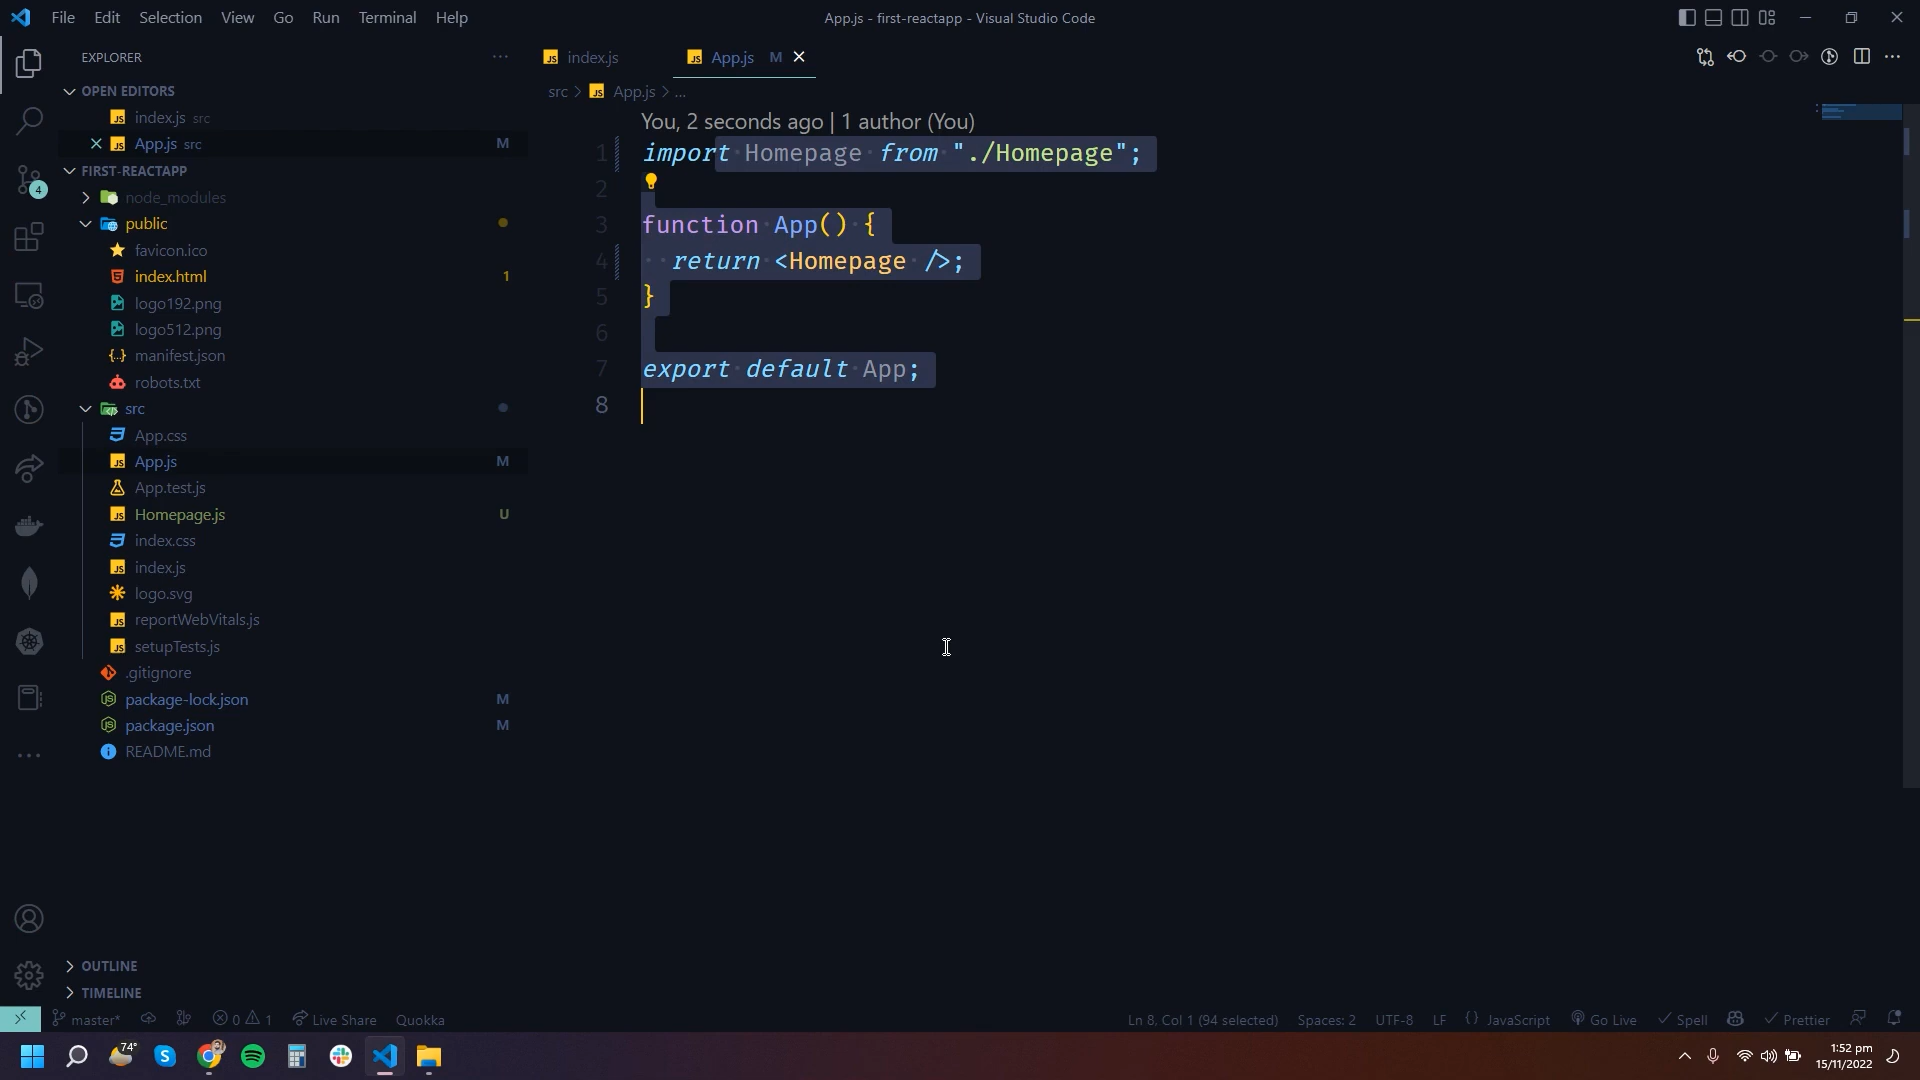 File Edit Selection View Go Run Terminal Help
App.js - first-reactapp - Visual Studio Code
EXPLORER
OPEN EDITORS
index.js src
App.js src M
FIRST-REACTAPP
node_modules
public
favicon.ico
index.html 1
logo192.png
logo512.png
manifest.json
robots.txt
src
App.css
App.js M
App.test.js
Homepage.js U
index.css
index.js
logo.svg
reportWebVitals.js
setupTests.js
.gitignore
package-lock.json M
package.json M
README.md
OUTLINE
TIMELINE
4
index.js
App.js M
src > App.js > ...
You, 2 seconds ago | 1 author (You)
1 import Homepage from "./Homepage";
2
3 function App() {
4 return <Homepage />;
5 }
6
7 export default App;
8
master* 0 1 Live Share Quokka
Ln 8, Col 1 (94 selected) Spaces: 2 UTF-8 LF {} JavaScript Go Live Spell Prettier
74°
1:52 pm
15/11/2022